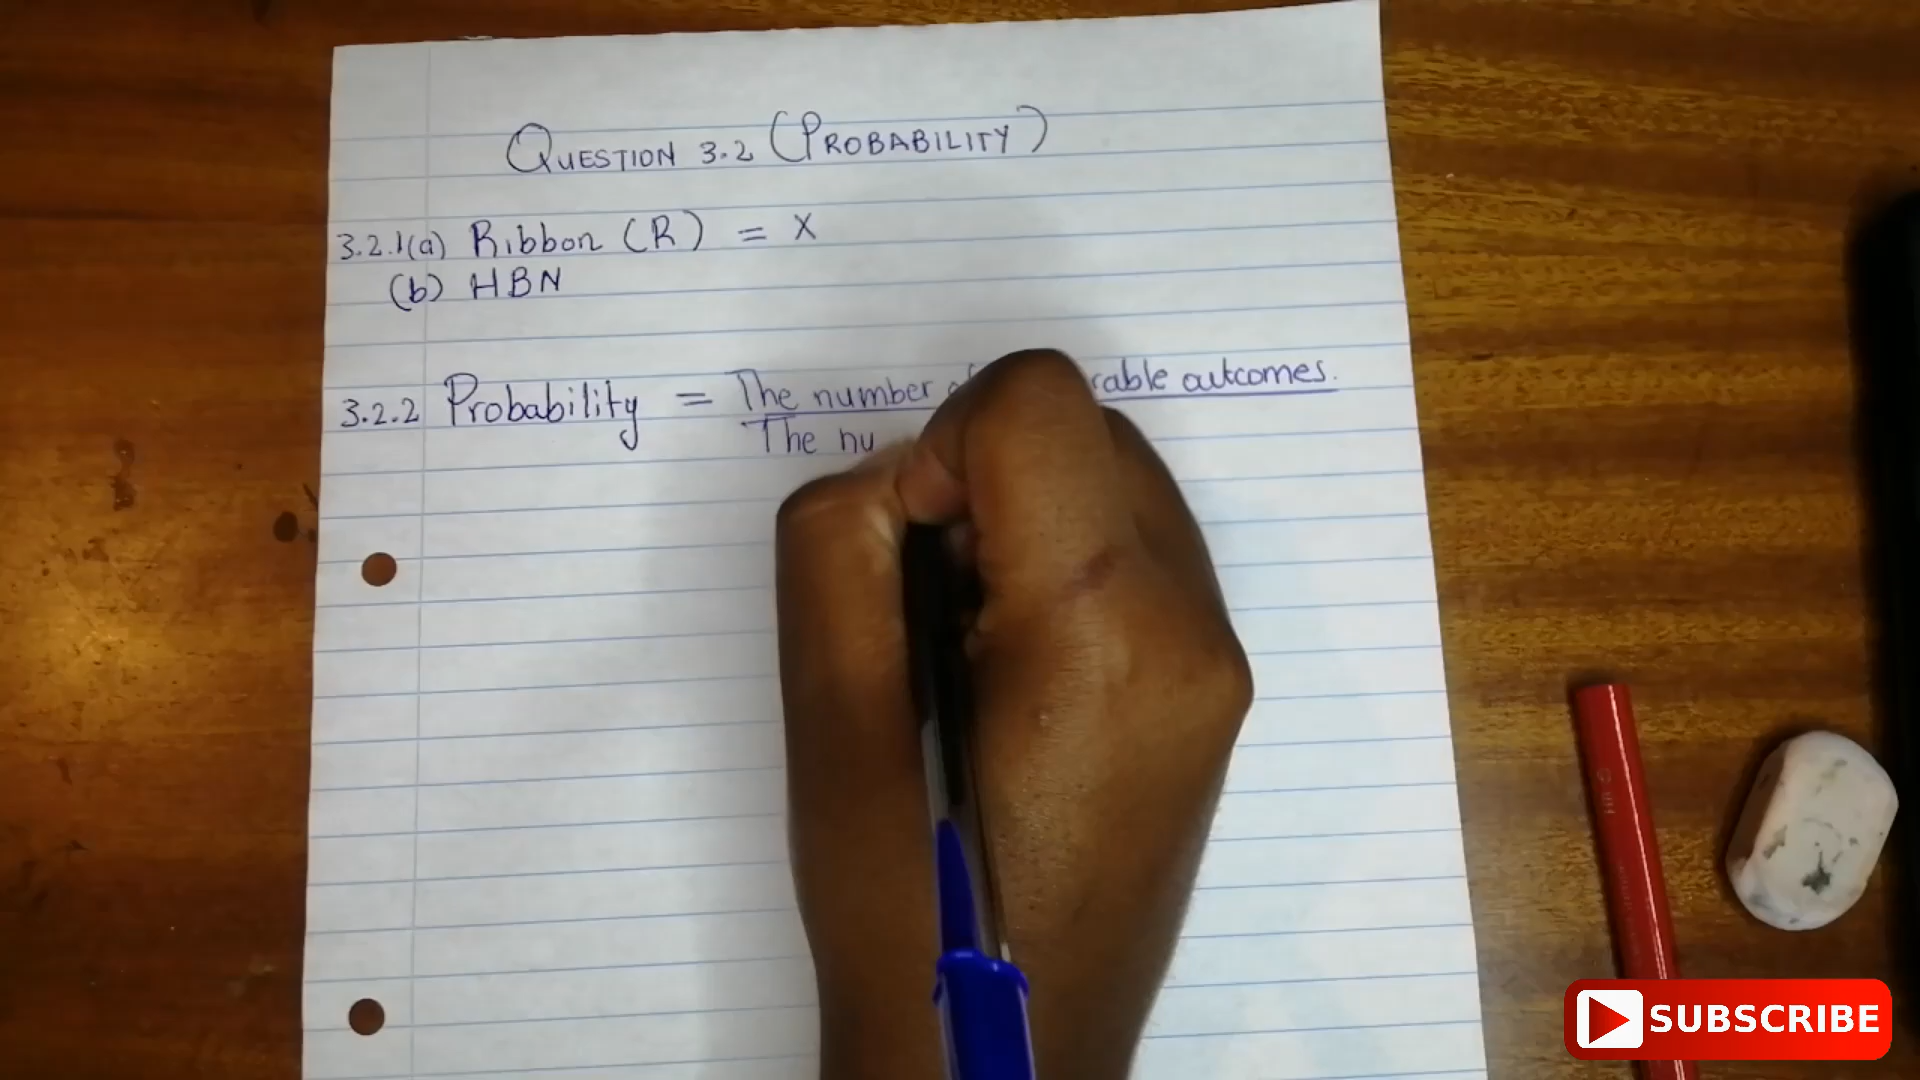 QUESTION 3.2 (PROBABILITY)
3.2.1(a) Ribbon (R) = X
(b) HBN
3.2.2 Probability = The number outcomes.
The nu
SUBSCRIBE